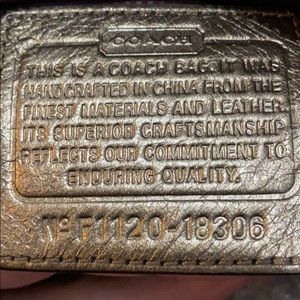 COACH
THIS IS A COACH BAG. IT WAS
HANDCRAFTED IN CHINA FROM THE
FINEST MATERIALS AND LEATHER.
ITS SUPERIOR CRAFTSMANSHIP
REFLECTS OUR COMMITMENT TO
ENDURING QUALITY.
Nº F1120-18306